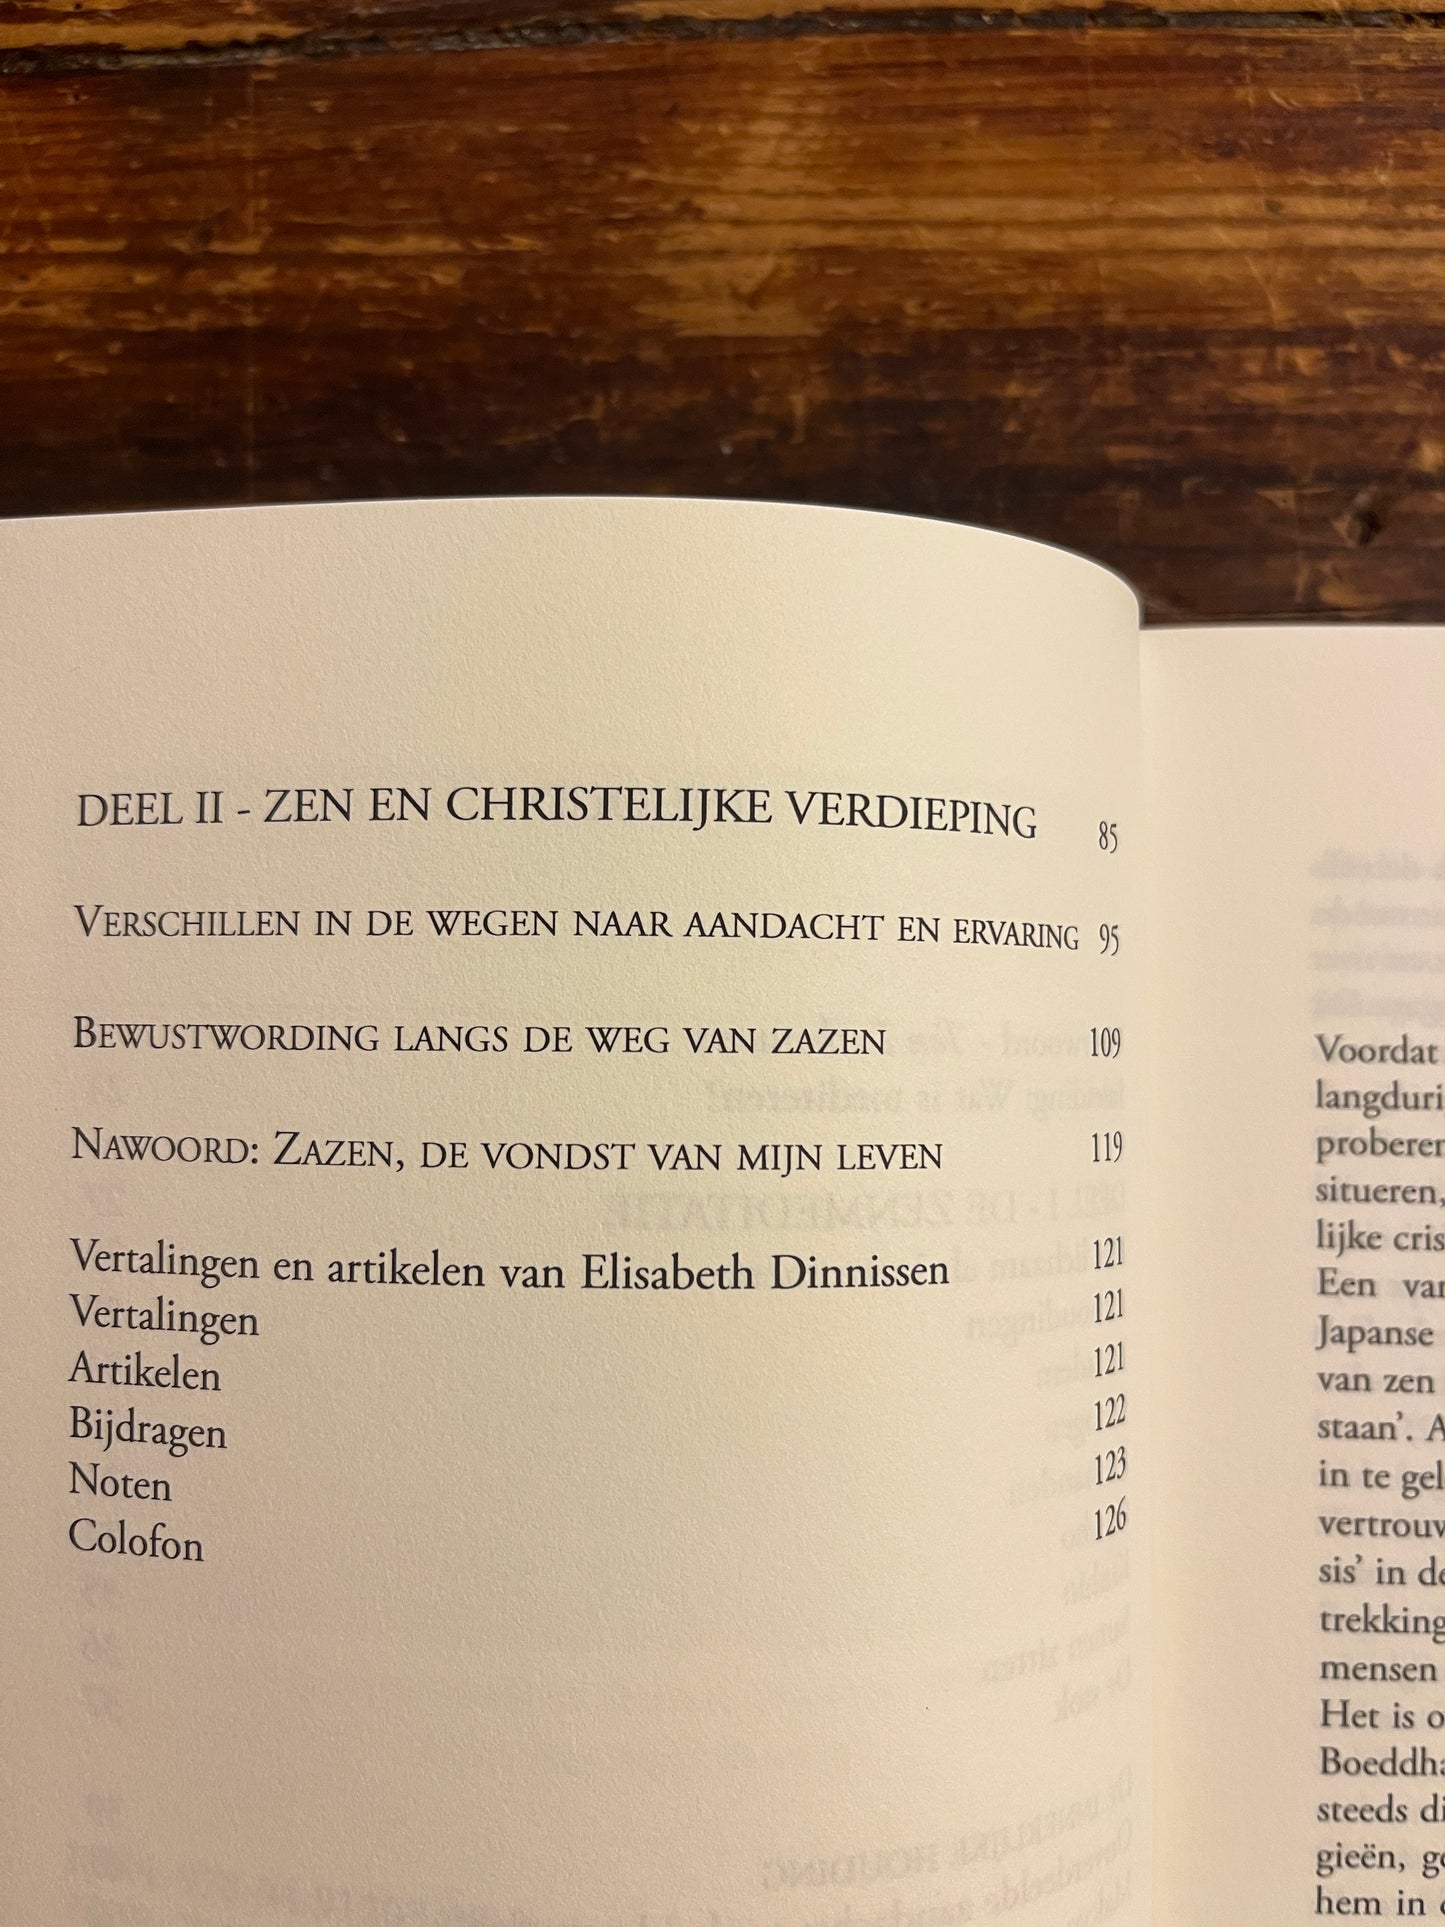 DEEL II - ZEN EN CHRISTELIJKE VERDIEPING 85
VERSCHILLEN IN DE WEGEN NAAR AANDACHT EN ERVARING 95
BEWUSTWORDING LANGS DE WEG VAN ZAZEN 109
NAWOORD: ZAZEN, DE VONDST VAN MIJN LEVEN 119
Vertalingen en artikelen van Elisabeth Dinnissen 121
Vertalingen 121
Artikelen 121
Bijdragen 122
Noten 123
Colofon 126
Voordat
langduri
proberen
situeren,
lijke cris
Een van
Japanse
van zen
staan’. A
in te gel
vertrouw
sis’ in de
trekking
mensen
Het is o
Boeddha
steeds di
gieën, ge
hem in